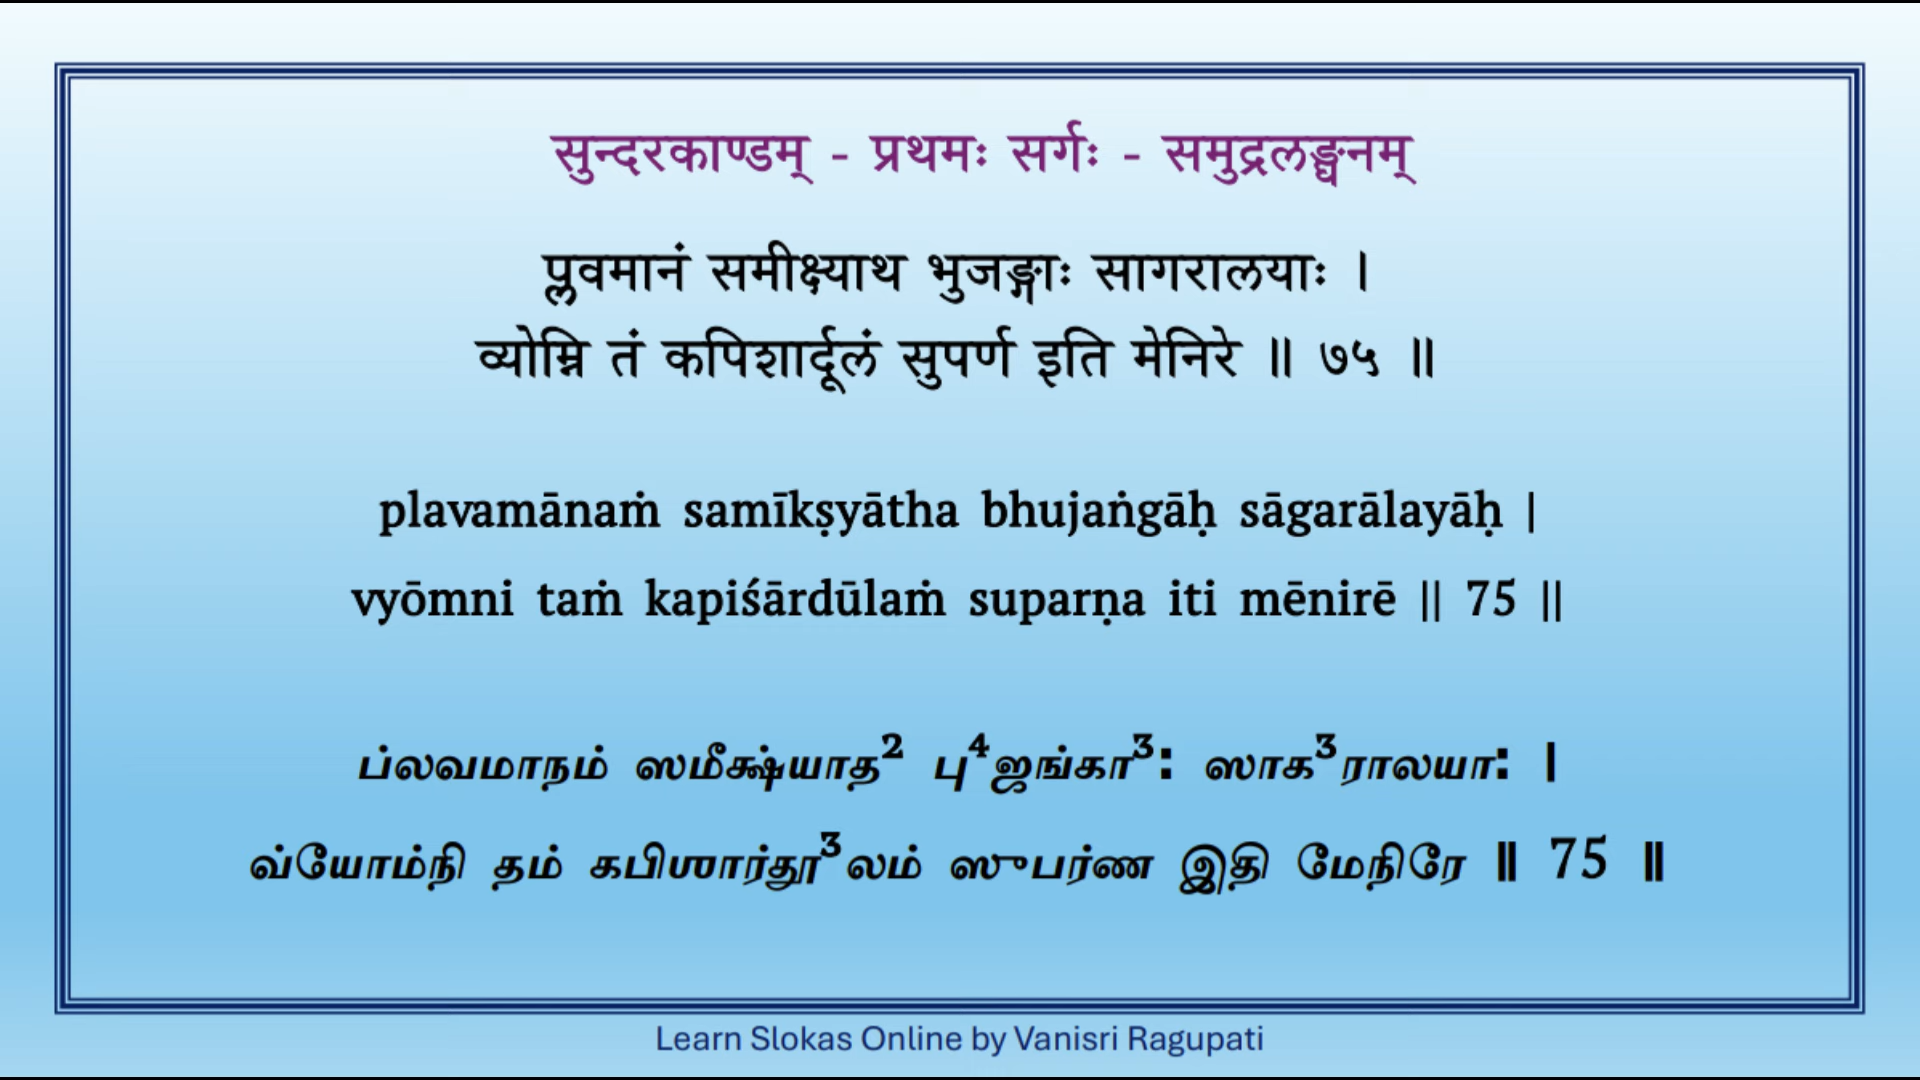 सुन्दरकाण्डम् - प्रथमः सर्गः - समुद्रलङ्घनम्
प्लवमानं समीक्ष्याथ भुजङ्गाः सागरालयाः ।
व्योम्नि तं कपिशार्दूलं सुपर्ण इति मेनिरे ॥ ७५ ॥
plavamānaṁ samīkṣyātha bhujaṅgāḥ sāgarālayāḥ |
vyōmni taṁ kapiśārdūlaṁ suparṇa iti mēnirē || 75 ||
ப்லவமாநம் ஸமீக்ஷ்யாத² பு⁴ஜங்கா³: ஸாக³ராலயா: |
வ்யோம்நி தம் கபிஶார்தூ³லம் ஸுபர்ண இதி மேநிரே ‖ 75 ‖
Learn Slokas Online by Vanisri Ragupati